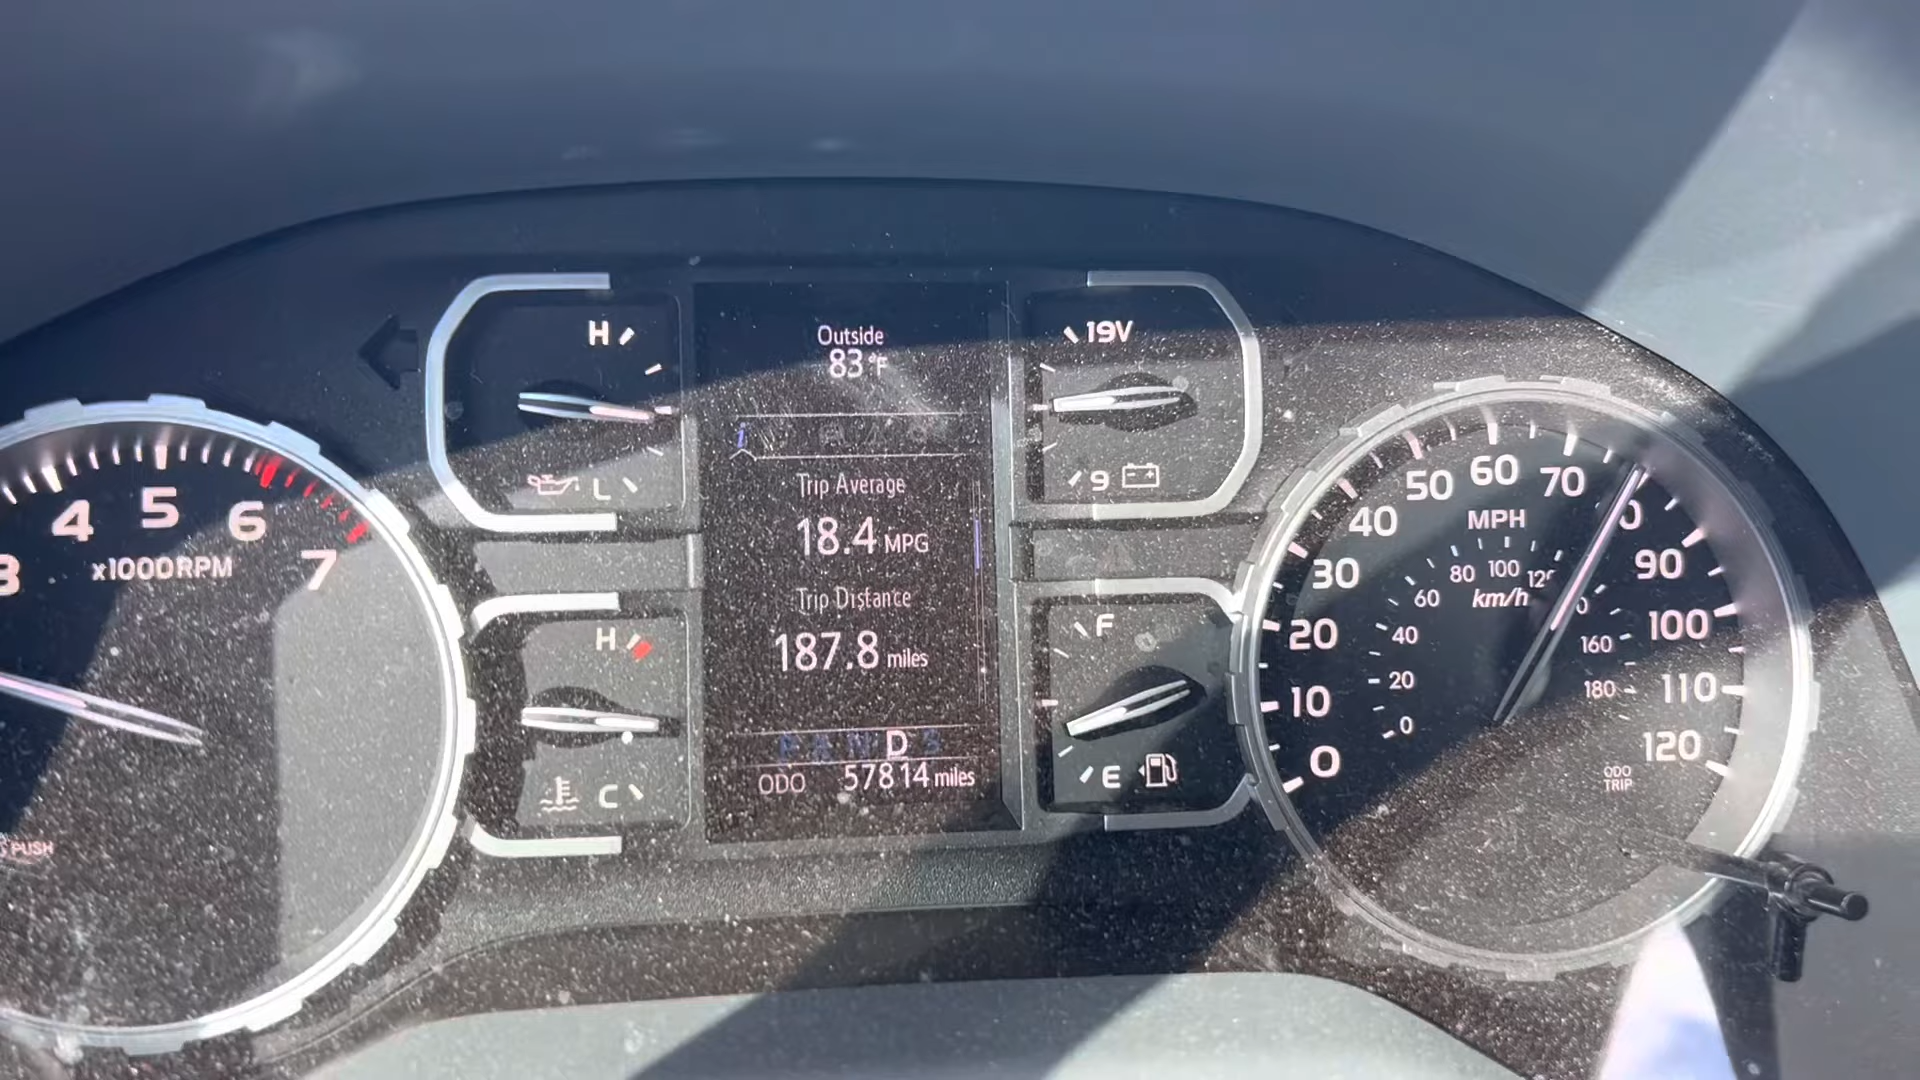 Outside
83°F
H
L
19V
9
i
Trip Average
18.4 MPG
Trip Distance
187.8 miles
P R N D S
ODO 57814 miles
H
C
F
E
3 4 5 6 7
x1000RPM
PUSH
0 10 20 30 40 50 60 70 90 100 110 120
MPH
0 20 40 60 80 100 160 180
km/h
ODO
TRIP